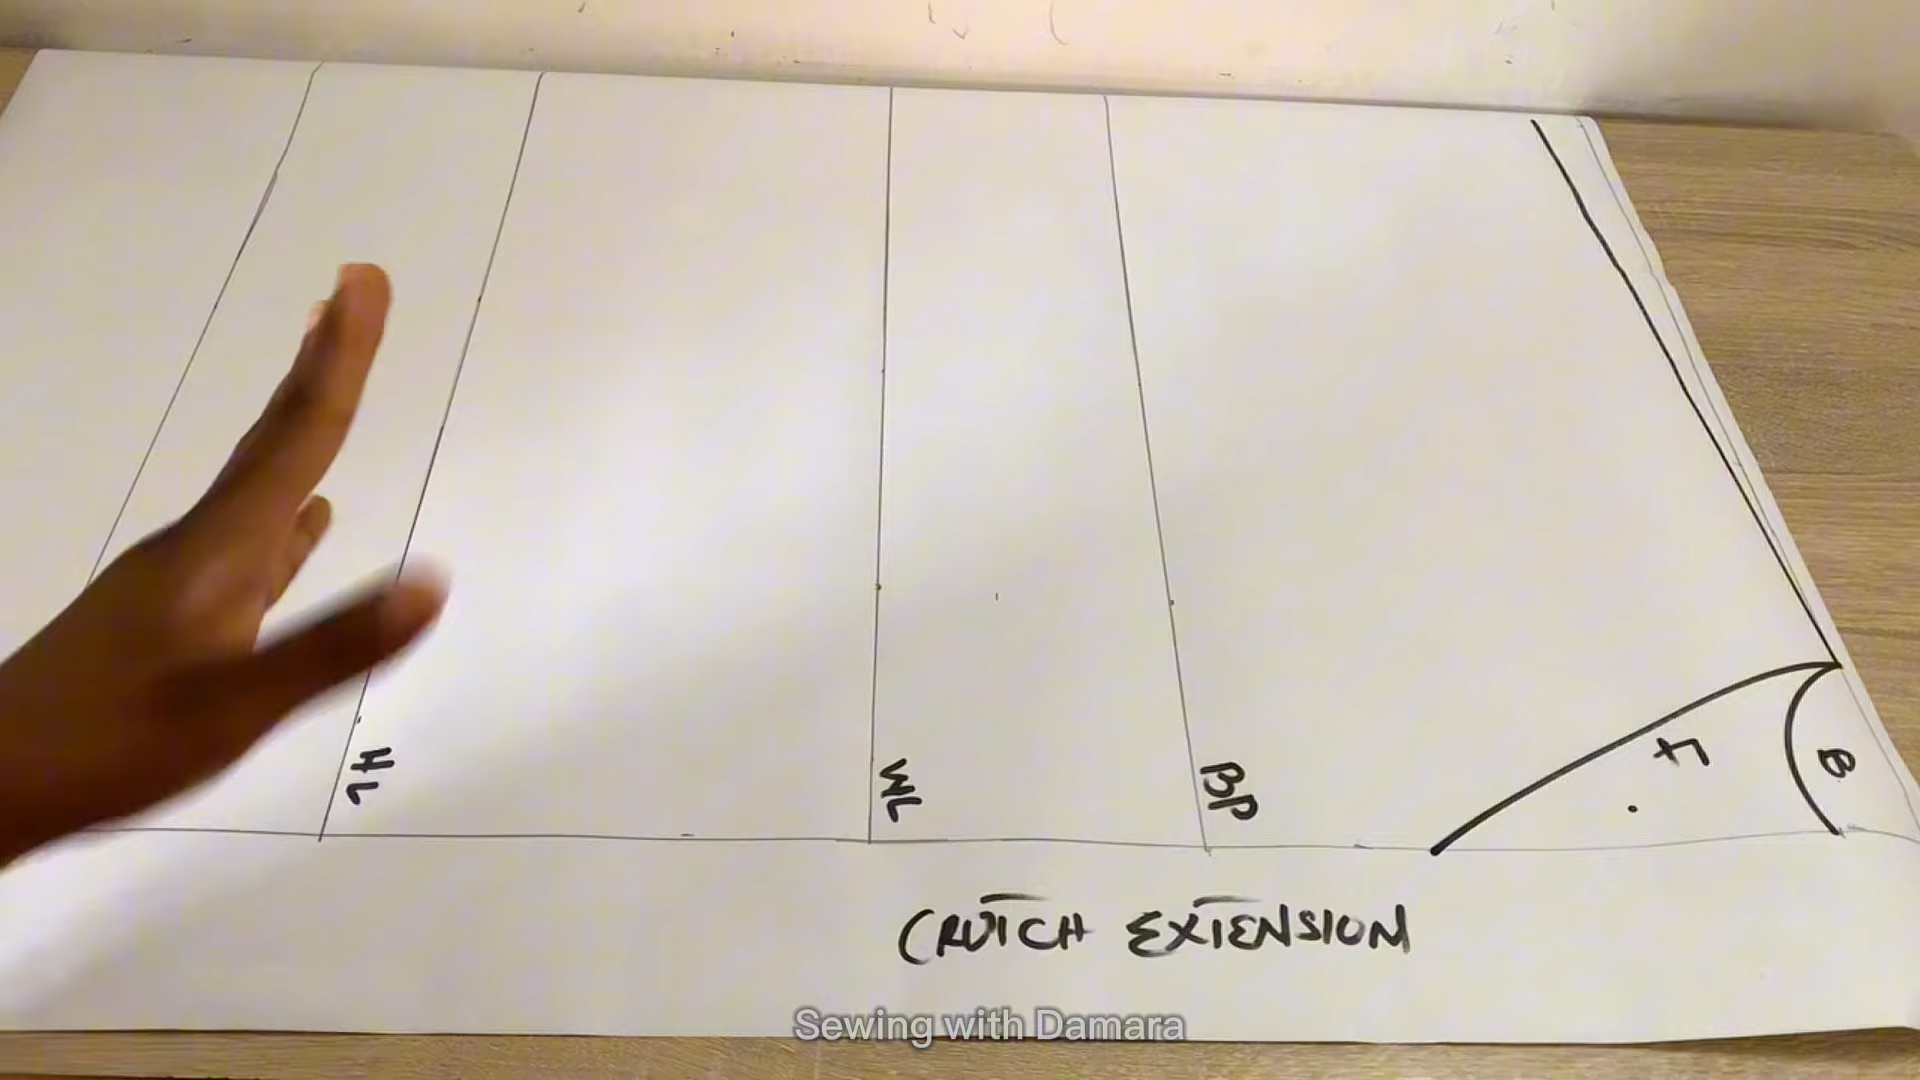 HL
WL
BP
F
B
CRUTCH EXTENSION
Sewing with Damara